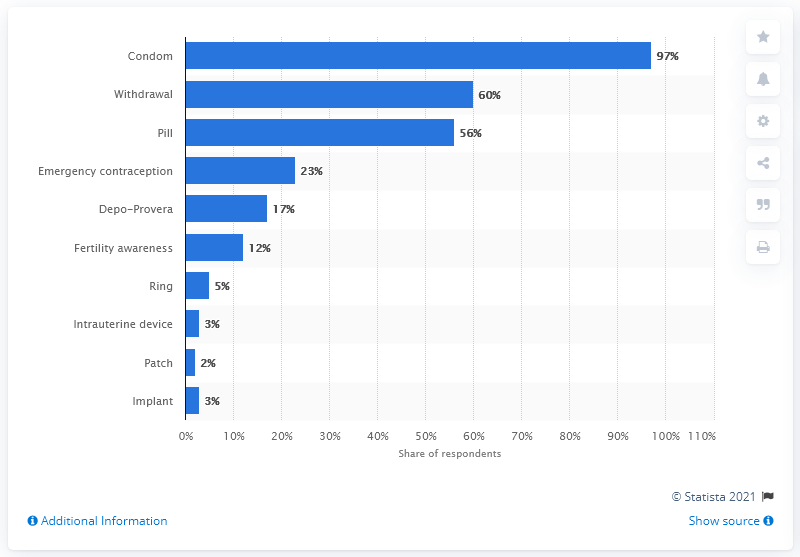 Condom 97%
Withdrawal 60%
Pill 56%
Emergency contraception 23%
Depo-Provera 17%
Fertility awareness 12%
Ring 5%
Intrauterine device 3%
Patch 2%
Implant 3%
0% 10% 20% 30% 40% 50% 60% 70% 80% 90% 100% 110%
Share of respondents
© Statista 2021
Additional Information Show source